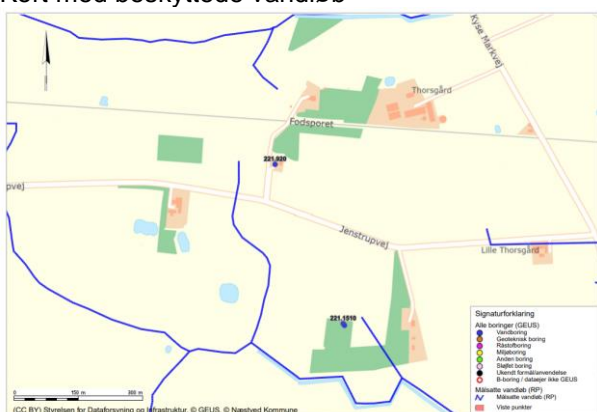 Kort med beskyttede vandløb
Kyse Markvej
Thorsgård
Fodsporet
221.920
pvej
Jenstrupvej
Lille Thorsgård
221.1510
Signaturforklaring
Alle boringer (GEUS)
Vandboring
Geoteknisk boring
Råstofboring
Miljøboring
Anden boring
Sløjfet boring
Ukendt formål/anvendelse
B-boring / dataejer ikke GEUS
Målsatte vandløb (RP)
Målsatte vandløb (RP)
Viste punkter
0 150 m 300 m
(CC BY) Styrelsen for Dataforsyning og Infrastruktur, © GEUS, © Næstved Kommune